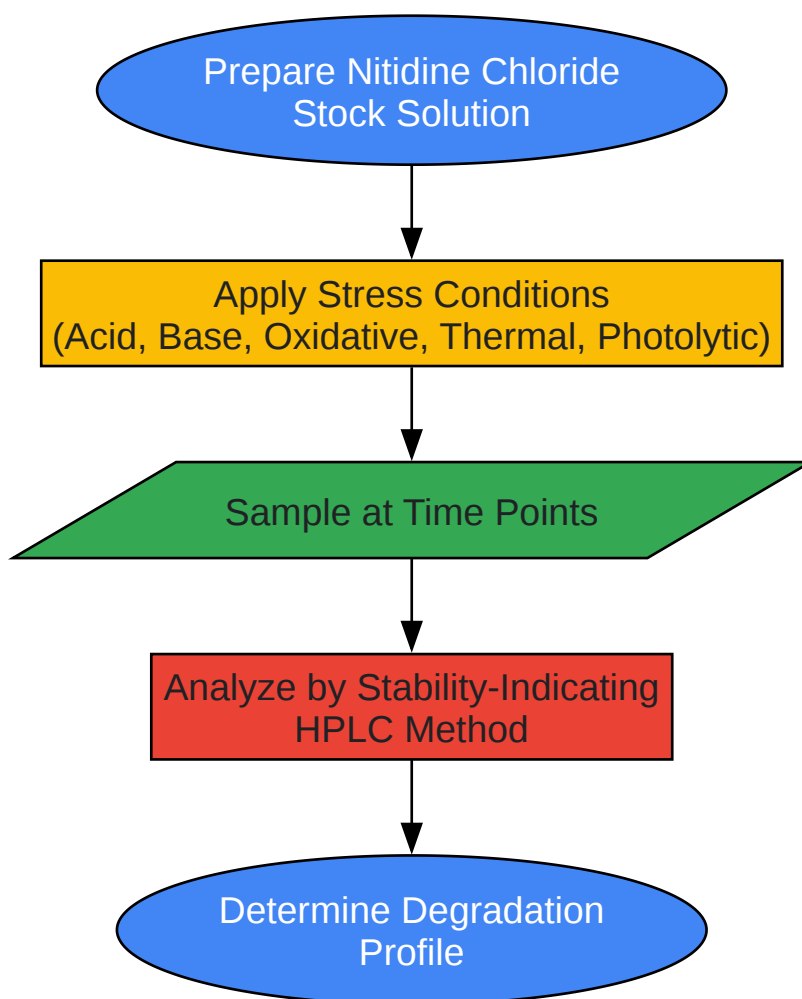 Prepare Nitidine Chloride
Stock Solution
Apply Stress Conditions
(Acid, Base, Oxidative, Thermal, Photolytic)
Sample at Time Points
Analyze by Stability-Indicating
HPLC Method
Determine Degradation
Profile